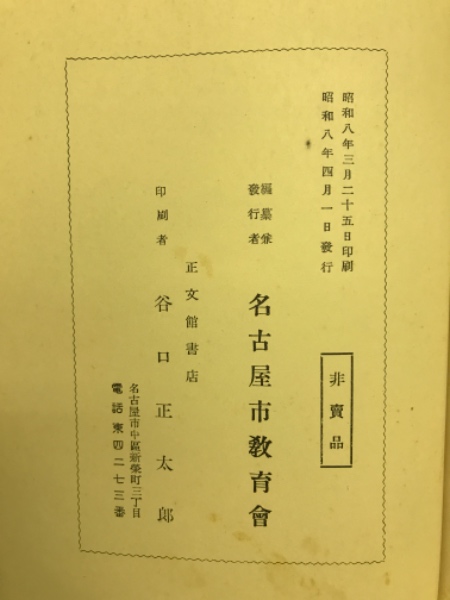 昭和八年三月二十五日印刷
昭和八年四月一日發行
非賣品
編纂兼
發行者
名古屋市敎育會
正文館書店
印刷者
谷口正太郞
名古屋市中區新榮町三丁目
電話東四二七三番